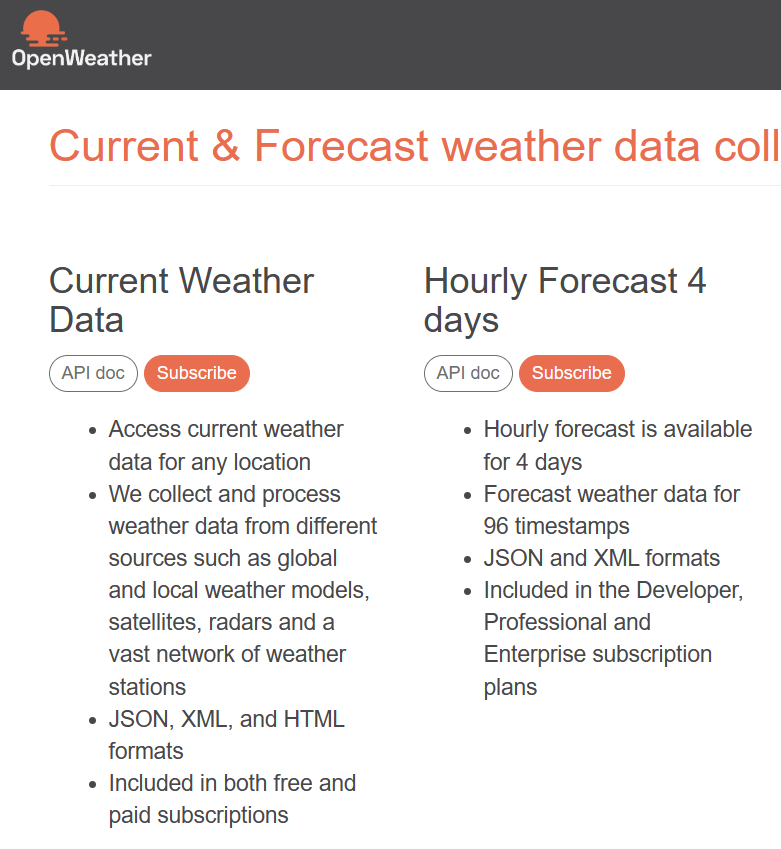 OpenWeather
Current & Forecast weather data coll
Current Weather
Data
API doc Subscribe
• Access current weather
data for any location
• We collect and process
weather data from different
sources such as global
and local weather models,
satellites, radars and a
vast network of weather
stations
• JSON, XML, and HTML
formats
• Included in both free and
paid subscriptions
Hourly Forecast 4
days
API doc Subscribe
• Hourly forecast is available
for 4 days
• Forecast weather data for
96 timestamps
• JSON and XML formats
• Included in the Developer,
Professional and
Enterprise subscription
plans